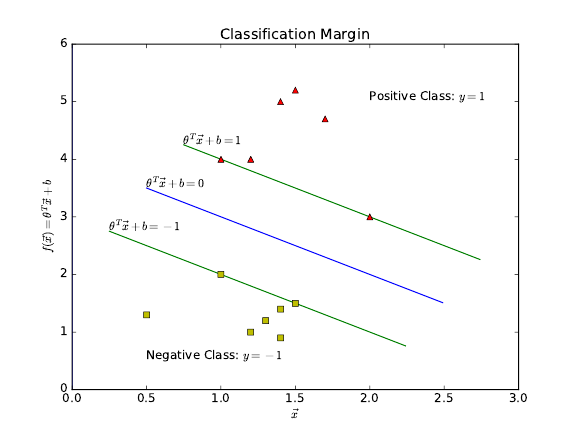 Classification Margin
6
5
4
3
2
1
0
Positive Class: y = 1
θ^T x⃗ + b = 1
θ^T x⃗ + b = 0
θ^T x⃗ + b = −1
Negative Class: y = −1
f(x⃗) = θ^T x⃗ + b
0.0 0.5 1.0 1.5 2.0 2.5 3.0
x⃗